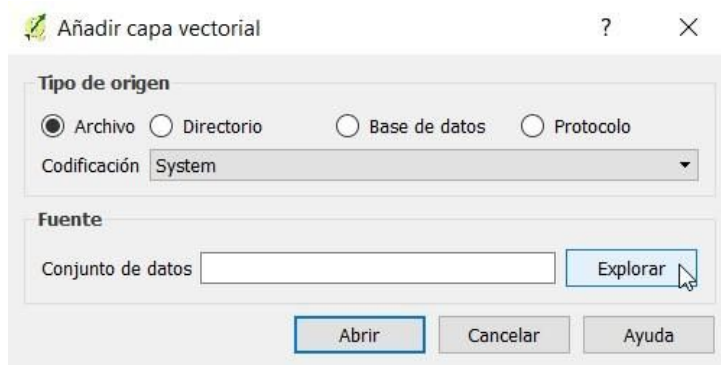 Añadir capa vectorial ? ×
Tipo de origen
Archivo Directorio Base de datos Protocolo
Codificación System
Fuente
Conjunto de datos Explorar
Abrir Cancelar Ayuda